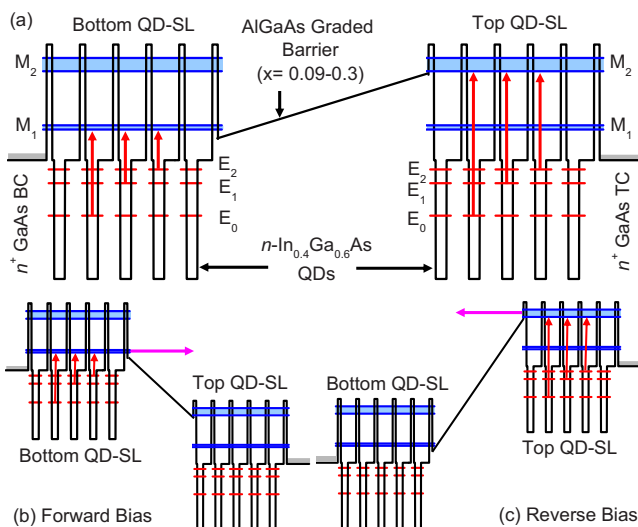 (a)
Bottom QD-SL
AlGaAs Graded
Barrier
(x= 0.09-0.3)
Top QD-SL
M2
M1
M2
M1
E2
E1
E0
E2
E1
E0
n+ GaAs BC
n+ GaAs TC
n-In0.4Ga0.6As
QDs
Bottom QD-SL
Top QD-SL
(b) Forward Bias
Bottom QD-SL
Top QD-SL
(c) Reverse Bias